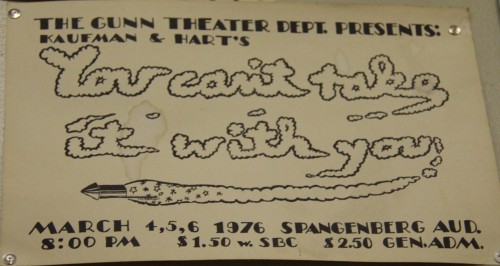 THE GUNN THEATER DEPT. PRESENTS:
KAUFMAN & HART'S
You can't take
it with you!
MARCH 4,5,6 1976 SPANGENBERG AUD.
8:00 PM $1.50 w. SBC $2.50 GEN.ADM.